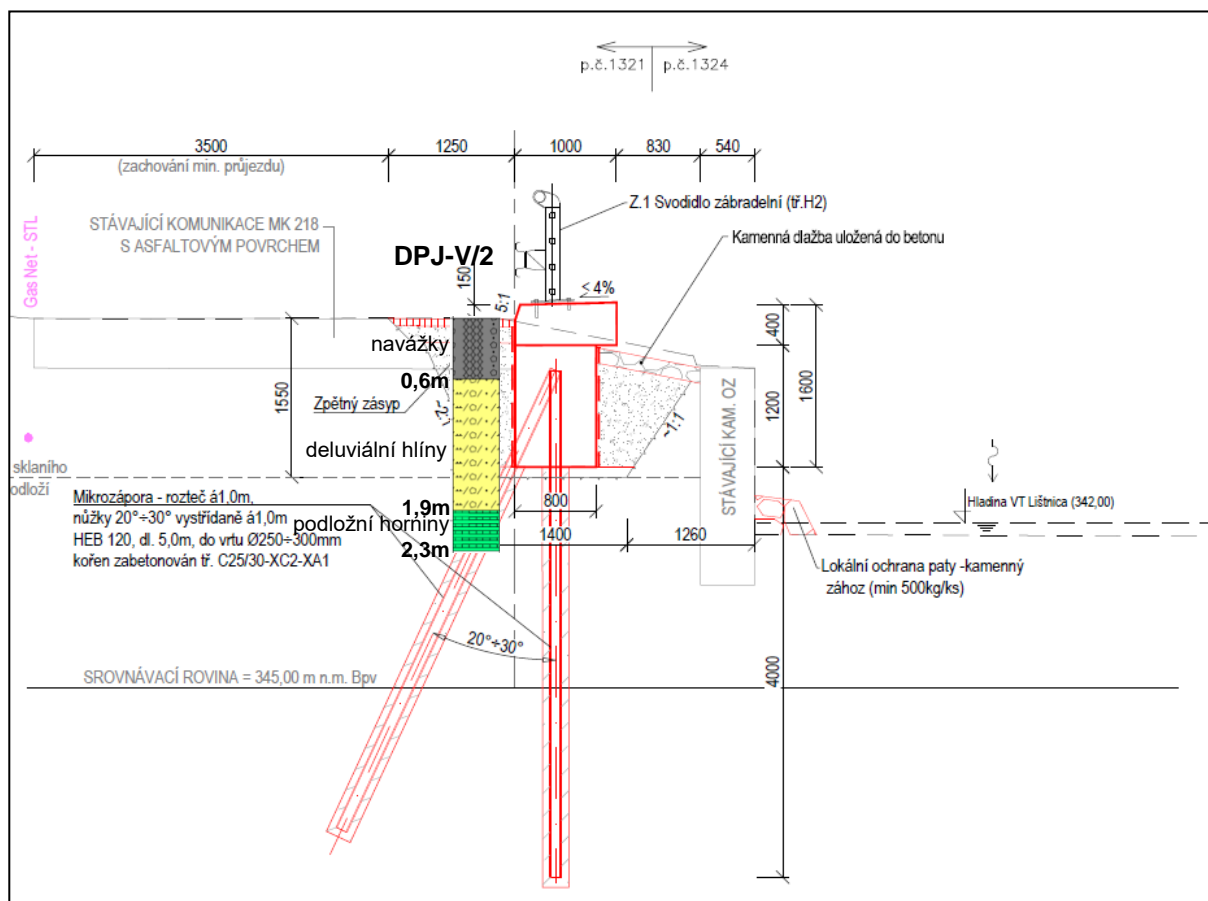 p.č.1321 p.č.1324
3500 1250 1000 830 540
(zachování min. průjezdu)
Z.1 Svodidlo zábradelní (tř.H2)
STÁVAJÍCÍ KOMUNIKACE MK 218
S ASFALTOVÝM POVRCHEM
Kamenná dlažba uložená do betonu
Gas Net - STL
DPJ-V/2
150
5:1
≤ 4%
400
navážky
0,6m
1550
1200
1600
Zpětný zásyp
~1:1
STÁVAJÍCÍ KAM. OZ
deluviální hlíny
sklaního
odloží
Mikrozápora - rozteč á1,0m,
nůžky 20°÷30° vystřídané á1,0m
HEB 120, dl. 5,0m, do vrtu Ø250÷300mm
kořen zabetonován tř. C25/30-XC2-XA1
1,9m
800
podložní horniny
1400 1260
2,3m
Hladina VT Lištnica (342,00)
Lokální ochrana paty -kamenný
zához (min 500kg/ks)
20°÷30°
SROVNÁVACÍ ROVINA = 345,00 m n.m. Bpv
4000